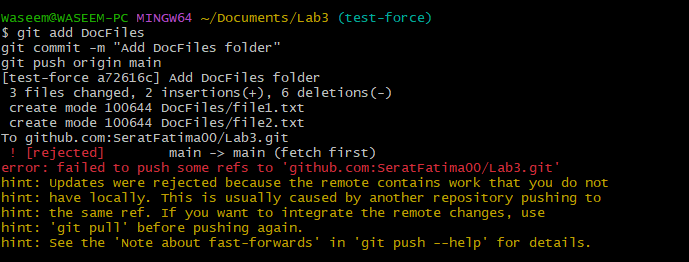 Waseem@WASEEM-PC MINGW64 ~/Documents/Lab3 (test-force)
$ git add DocFiles
git commit -m "Add DocFiles folder"
git push origin main
[test-force a72616c] Add DocFiles folder
 3 files changed, 2 insertions(+), 6 deletions(-)
 create mode 100644 DocFiles/file1.txt
 create mode 100644 DocFiles/file2.txt
To github.com:SeratFatima00/Lab3.git
 ! [rejected]        main -> main (fetch first)
error: failed to push some refs to 'github.com:SeratFatima00/Lab3.git'
hint: Updates were rejected because the remote contains work that you do not
hint: have locally. This is usually caused by another repository pushing to
hint: the same ref. If you want to integrate the remote changes, use
hint: 'git pull' before pushing again.
hint: See the 'Note about fast-forwards' in 'git push --help' for details.